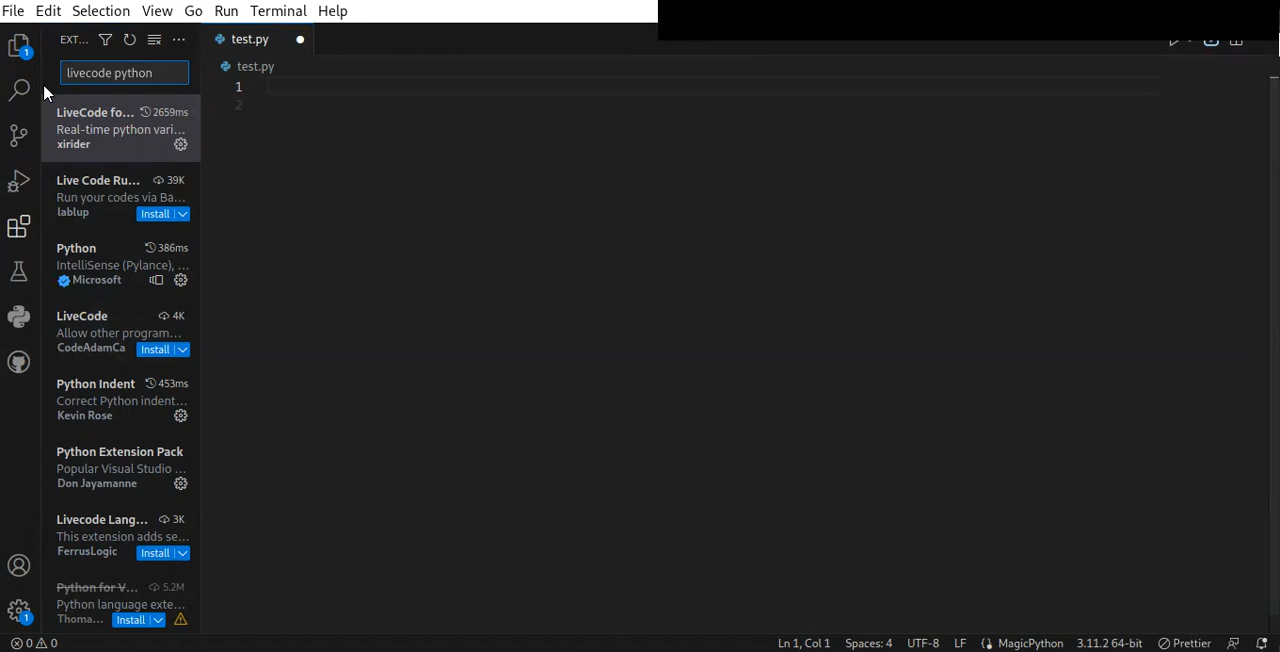 File Edit Selection View Go Run Terminal Help
EXT... test.py
livecode python test.py
1
2
LiveCode fo... 2659ms
Real-time python vari...
xirider
Live Code Ru... 39K
Run your codes via Ba...
lablup Install
Python 386ms
IntelliSense (Pylance), ...
Microsoft
LiveCode 4K
Allow other program...
CodeAdamCa Install
Python Indent 453ms
Correct Python indent...
Kevin Rose
Python Extension Pack
Popular Visual Studio ...
Don Jayamanne
Livecode Lang... 3K
This extension adds se...
FerrusLogic Install
Python for V... 5.2M
Python language exte...
Thoma... Install
1
1
0 0 Ln 1, Col 1 Spaces: 4 UTF-8 LF MagicPython 3.11.2 64-bit Prettier